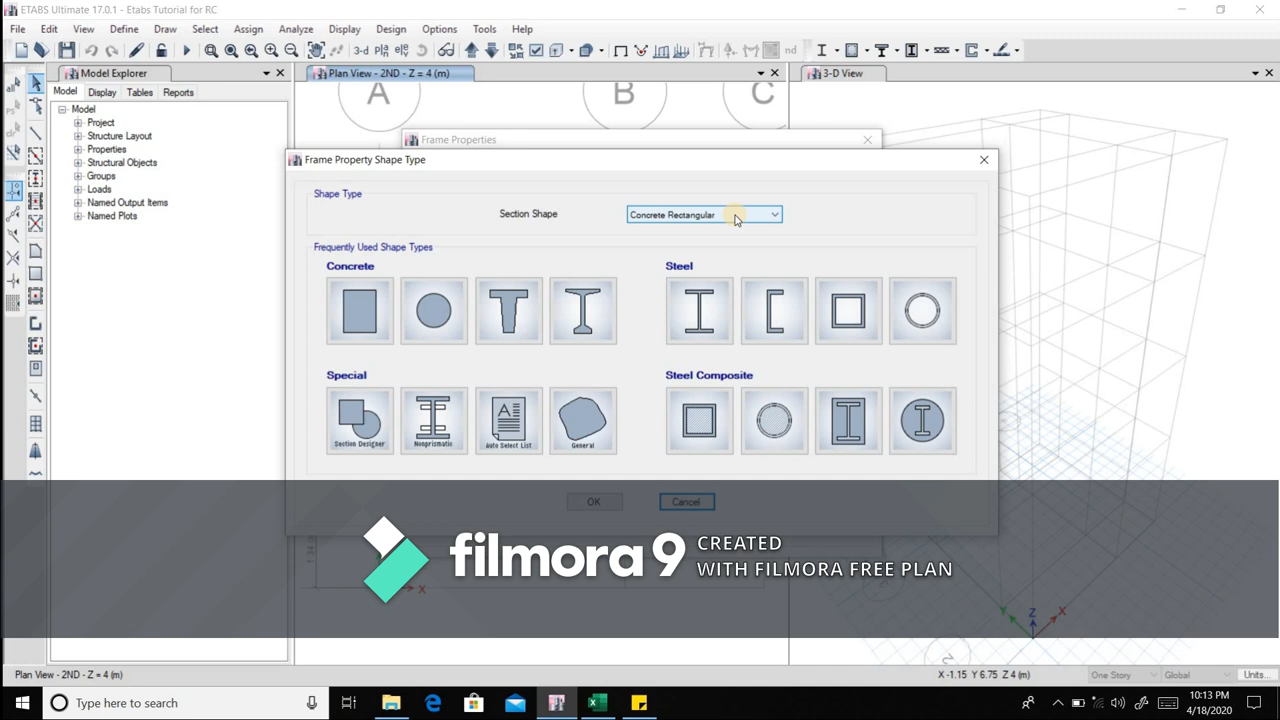 ETABS Ultimate 17.0.1 - Etabs Tutorial for RC
File Edit View Define Draw Select Assign Analyze Display Design Options Tools Help
3-d nd
Model Explorer
Plan View - 2ND - Z = 4 (m)
3-D View
Model Display Tables Reports
A B C
Model
Project
Structure Layout
Properties
Structural Objects
Groups
Loads
Named Output Items
Named Plots
Frame Properties
Frame Property Shape Type
Shape Type
Section Shape Concrete Rectangular
Frequently Used Shape Types
Concrete Steel
Special Steel Composite
Section Designer Nonprismatic Auto Select List General
OK Cancel
filmora9
CREATED
WITH FILMORA FREE PLAN
X
Y Z X
Plan View - 2ND - Z = 4 (m) X -1.15 Y 6.75 Z 4 (m) One Story Global Units...
Type here to search
10:13 PM
4/18/2020